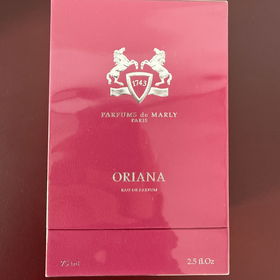 1743
PARFUMS de MARLY
PARIS
ORIANA
EAU DE PARFUM
75 ml
2.5 fl.Oz